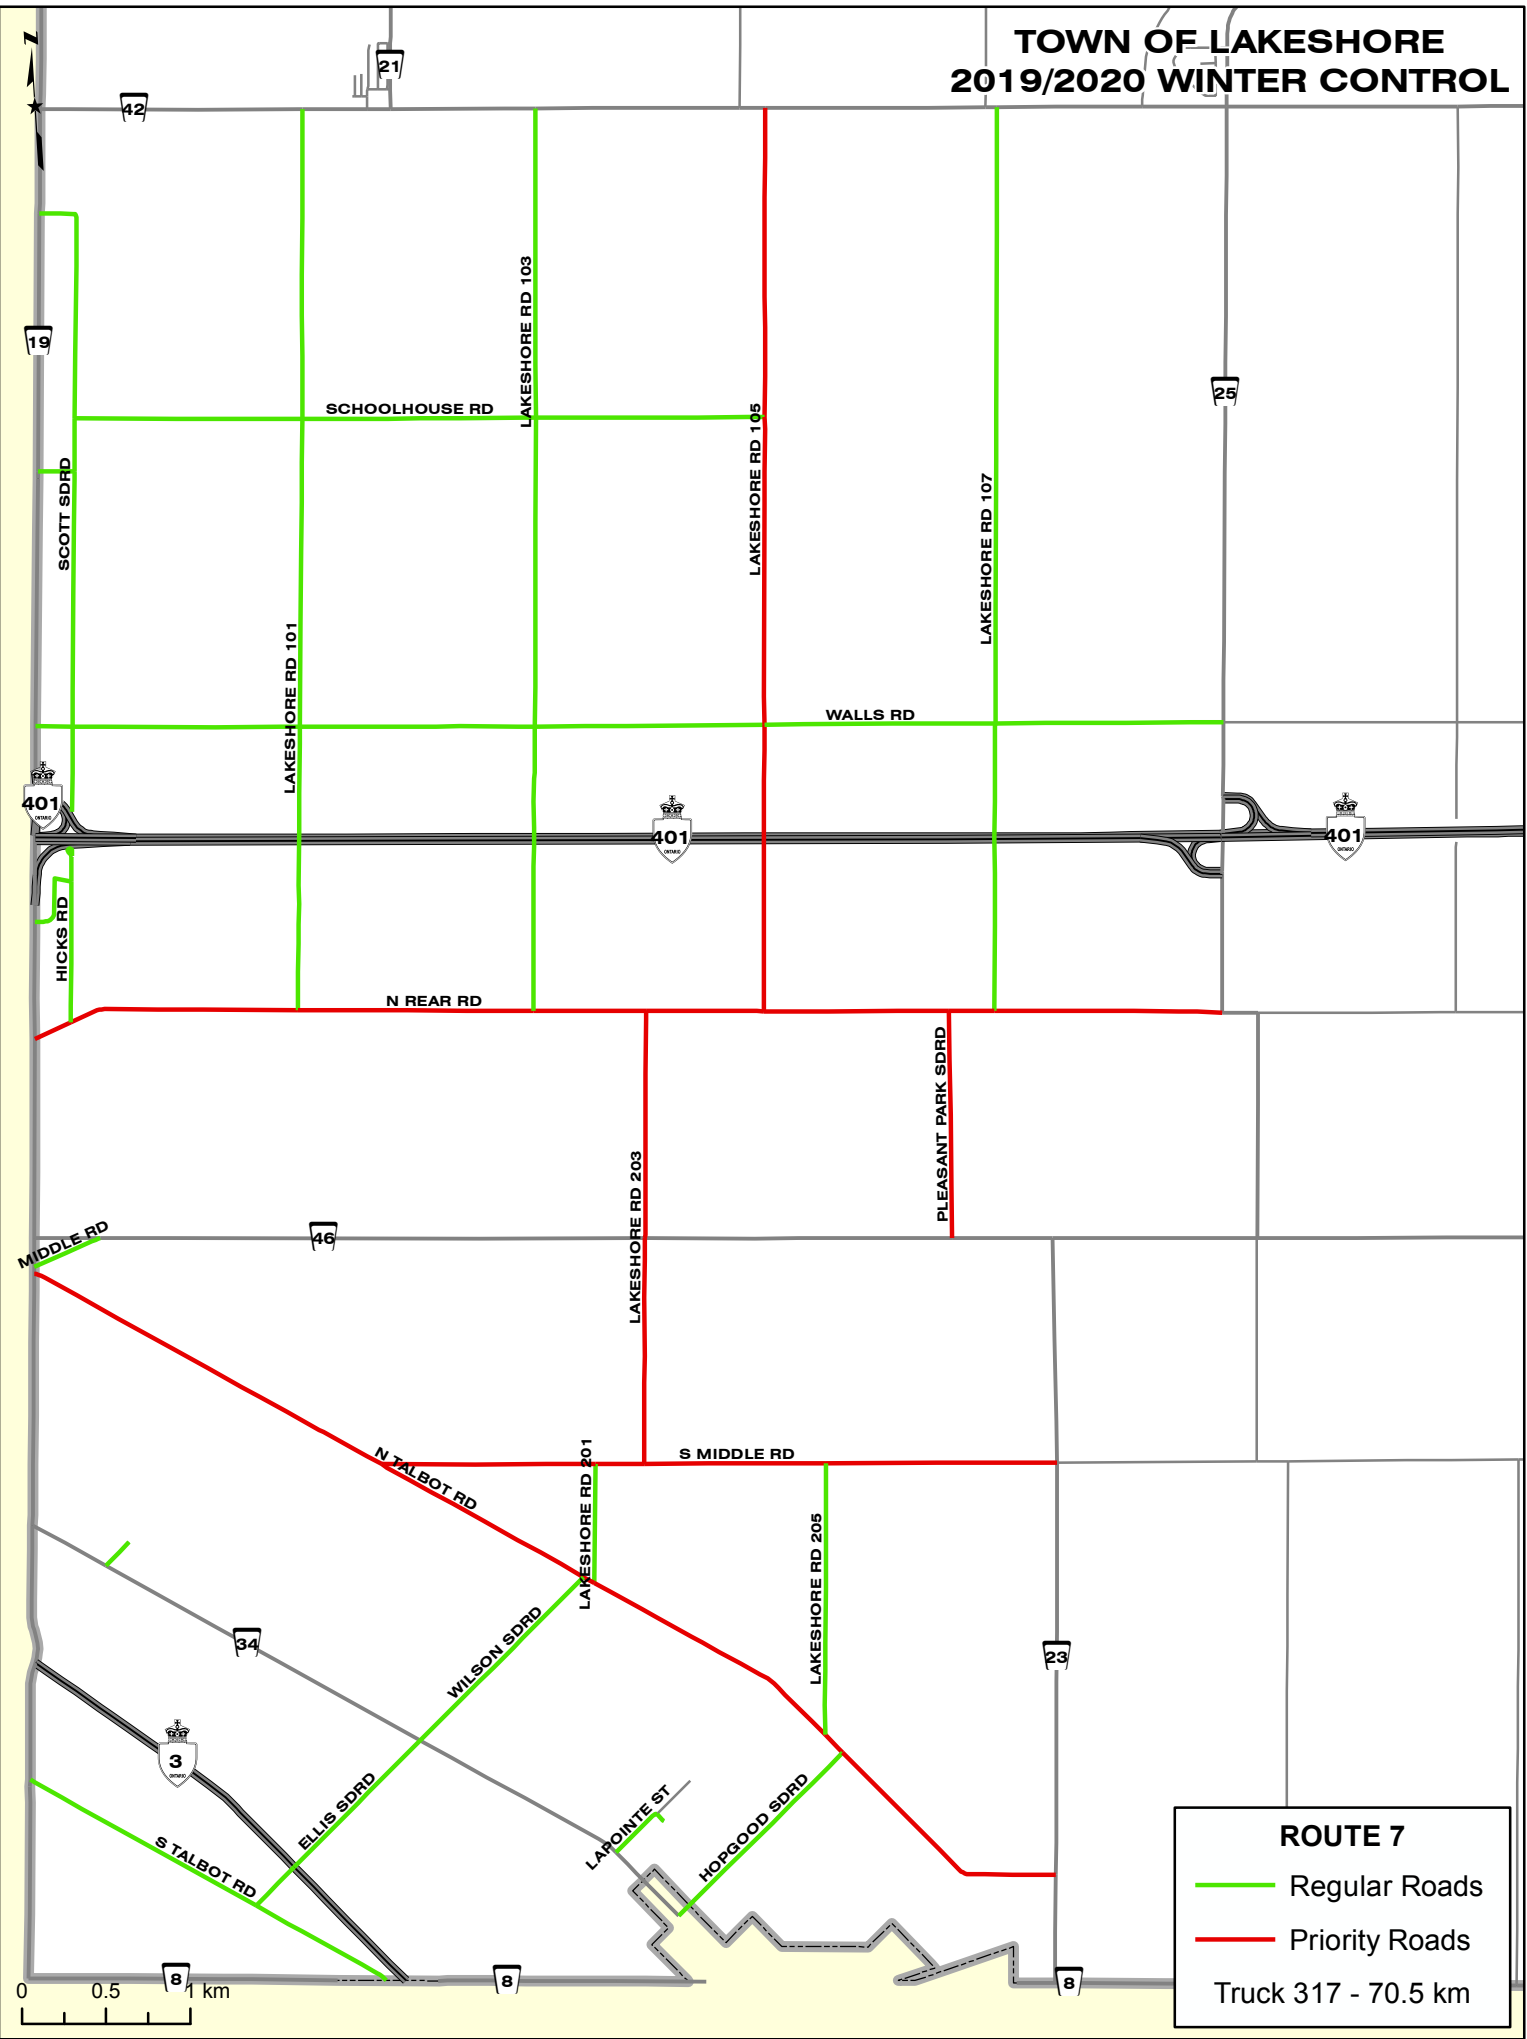 TOWN OF LAKESHORE
2019/2020 WINTER CONTROL
Z
21
42
LAKESHORE RD 103
19
25
SCHOOLHOUSE RD
LAKESHORE RD 105
SCOTT SDRD
LAKESHORE RD 107
LAKESHORE RD 101
WALLS RD
401
ONTARIO
401
ONTARIO
401
ONTARIO
HICKS RD
N REAR RD
PLEASANT PARK SDRD
LAKESHORE RD 203
MIDDLE RD
46
N TALBOT RD
S MIDDLE RD
LAKESHORE RD 201
LAKESHORE RD 205
34
WILSON SDRD
23
3
ONTARIO
ELLIS SDRD
LAPOINTE ST
HOPGOOD SDRD
S TALBOT RD
8
8
8
0 0.5 1 km
ROUTE 7
Regular Roads
Priority Roads
Truck 317 - 70.5 km